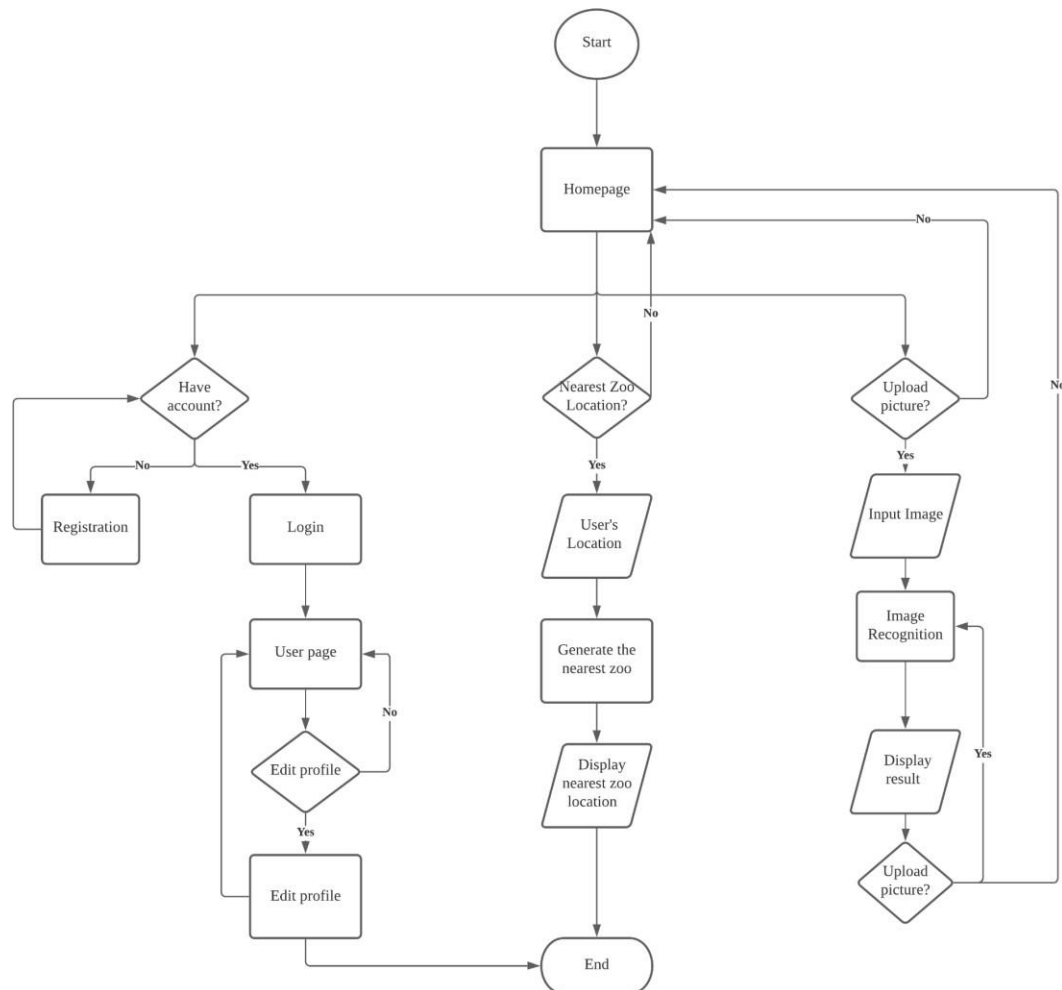 Start
Homepage
No
No
No
Have
account?
Nearest Zoo
Location?
Upload
picture?
No
Yes
Yes
Yes
Registration
Login
User's
Location
Input Image
User page
Generate the
nearest zoo
Image
Recognition
No
Edit profile
Display
nearest zoo
location
Display
result
Yes
Yes
Edit profile
Upload
picture?
End